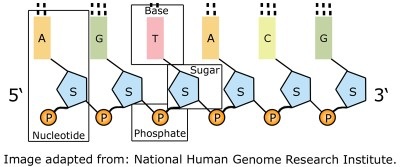 Base
A G T A C G
Sugar
5' S S S S S S 3'
P P P P P P
Nucleotide Phosphate
Image adapted from: National Human Genome Research Institute.